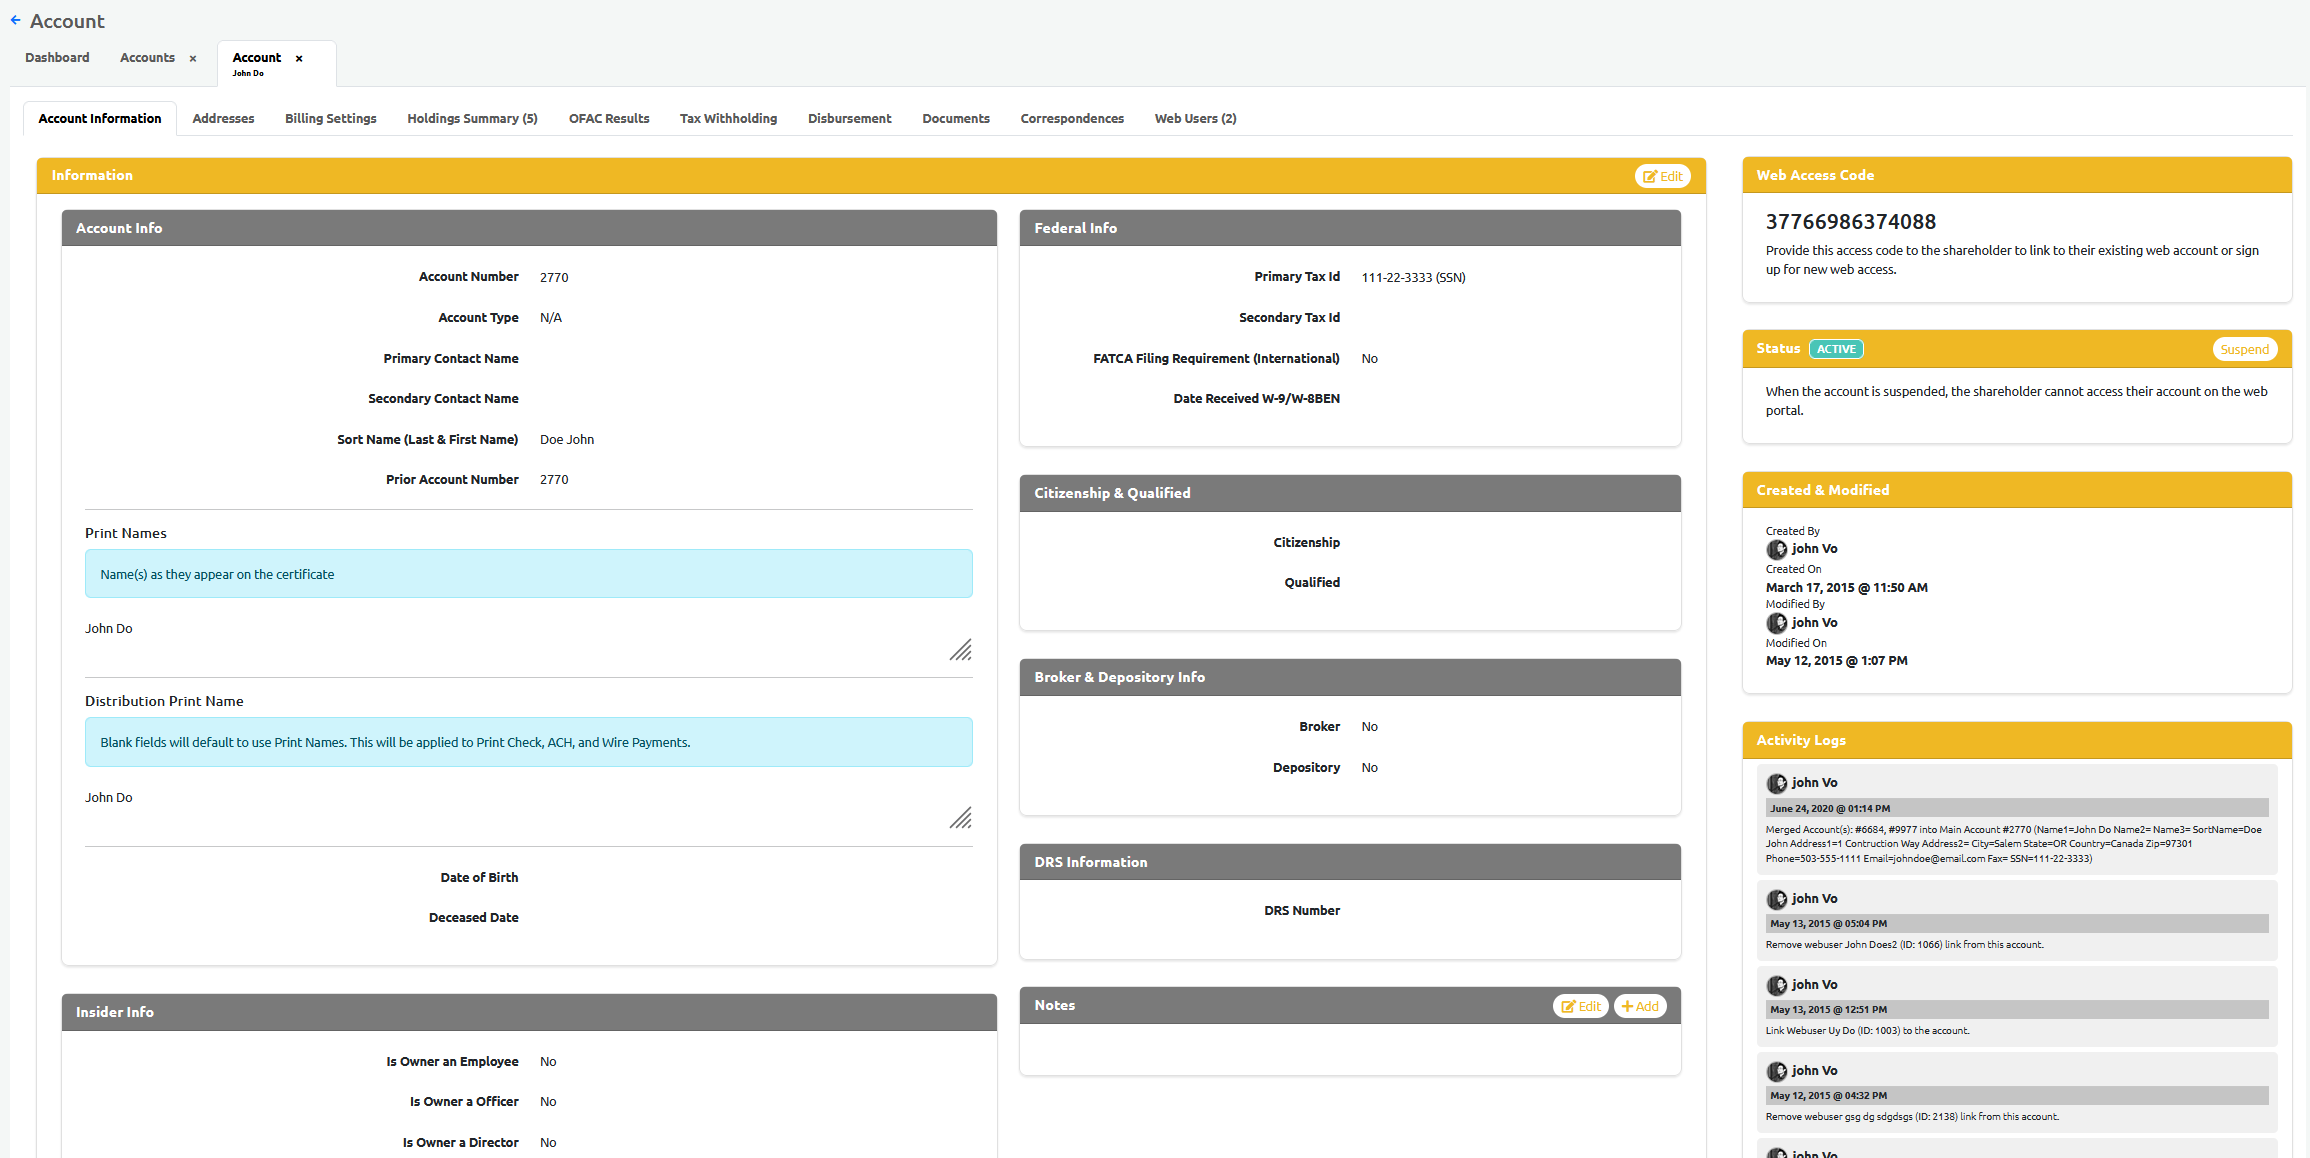 Account
Dashboard
Accounts ×
Account ×
John Do
Account Information
Addresses
Billing Settings
Holdings Summary (5)
OFAC Results
Tax Withholding
Disbursement
Documents
Correspondences
Web Users (2)
Information
Edit
Account Info
Account Number 2770
Account Type N/A
Primary Contact Name
Secondary Contact Name
Sort Name (Last & First Name) Doe John
Prior Account Number 2770
Print Names
Name(s) as they appear on the certificate
John Do
Distribution Print Name
Blank fields will default to use Print Names. This will be applied to Print Check, ACH, and Wire Payments.
John Do
Date of Birth
Deceased Date
Insider Info
Is Owner an Employee No
Is Owner a Officer No
Is Owner a Director No
Federal Info
Primary Tax Id 111-22-3333 (SSN)
Secondary Tax Id
FATCA Filing Requirement (International) No
Date Received W-9/W-8BEN
Citizenship & Qualified
Citizenship
Qualified
Broker & Depository Info
Broker No
Depository No
DRS Information
DRS Number
Notes
Edit
Add
Web Access Code
37766986374088
Provide this access code to the shareholder to link to their existing web account or sign
up for new web access.
Status ACTIVE
Suspend
When the account is suspended, the shareholder cannot access their account on the web
portal.
Created & Modified
Created By
john Vo
Created On
March 17, 2015 @ 11:50 AM
Modified By
john Vo
Modified On
May 12, 2015 @ 1:07 PM
Activity Logs
john Vo
June 24, 2020 @ 01:14 PM
Merged Account(s): #6684, #9977 into Main Account #2770 (Name1=John Do Name2= Name3= SortName=Doe
John Address1=1 Contruction Way Address2= City=Salem State=OR Country=Canada Zip=97301
Phone=503-555-1111 Email=johndoe@email.com Fax= SSN=111-22-3333)
john Vo
May 13, 2015 @ 05:04 PM
Remove webuser John Does2 (ID: 1066) link from this account.
john Vo
May 13, 2015 @ 12:51 PM
Link Webuser Uy Do (ID: 1003) to the account.
john Vo
May 12, 2015 @ 04:32 PM
Remove webuser gsg dg sdgdsgs (ID: 2138) link from this account.
john Vo